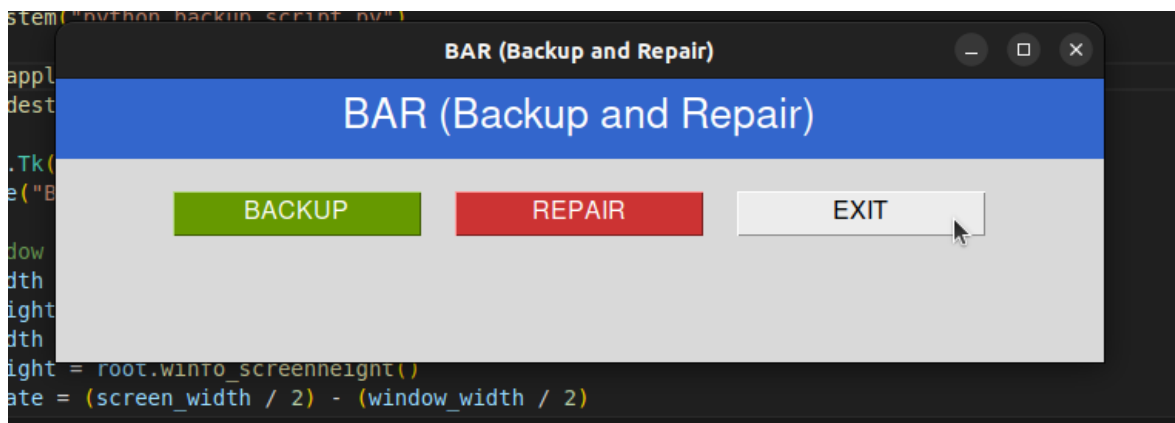 stem("python backup_script.py")
BAR (Backup and Repair)
appl
dest
BAR (Backup and Repair)
.Tk(
e("B
BACKUP REPAIR EXIT
dow
dth
ight
dth
ight = root.winfo_screenheight()
ate = (screen_width / 2) - (window_width / 2)